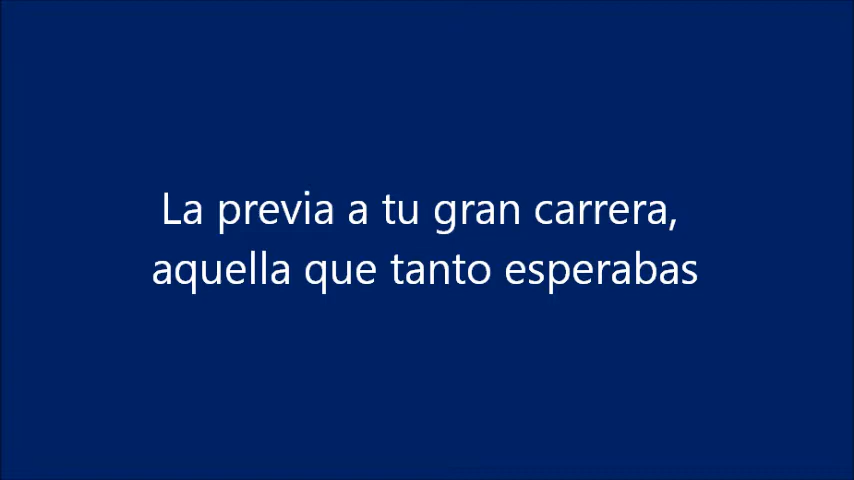 La previa a tu gran carrera,
aquella que tanto esperabas